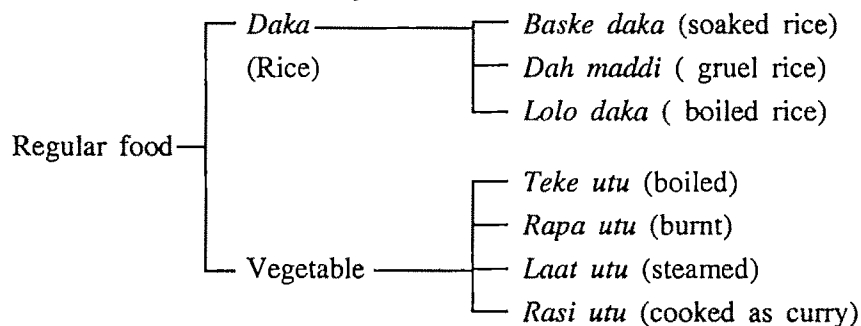 Daka
(Rice)
Baske daka (soaked rice)
Dah maddi ( gruel rice)
Lolo daka ( boiled rice)
Regular food
Vegetable
Teke utu (boiled)
Rapa utu (burnt)
Laat utu (steamed)
Rasi utu (cooked as curry)